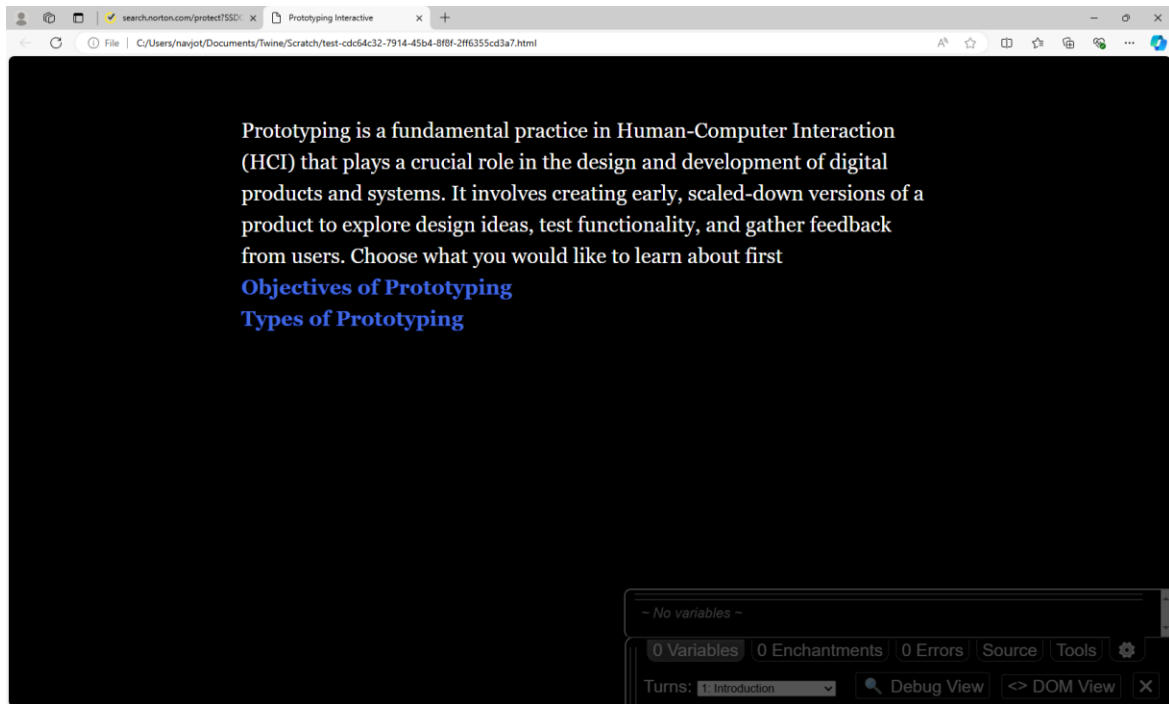 search.norton.com/protect?SSDC
Prototyping Interactive
File
C:/Users/navjot/Documents/Twine/Scratch/test-cdc64c32-7914-45b4-8f8f-2ff6355cd3a7.html
Prototyping is a fundamental practice in Human-Computer Interaction
(HCI) that plays a crucial role in the design and development of digital
products and systems. It involves creating early, scaled-down versions of a
product to explore design ideas, test functionality, and gather feedback
from users. Choose what you would like to learn about first
Objectives of Prototyping
Types of Prototyping
~ No variables ~
0 Variables 0 Enchantments 0 Errors Source Tools
Turns: 1: Introduction Debug View <> DOM View